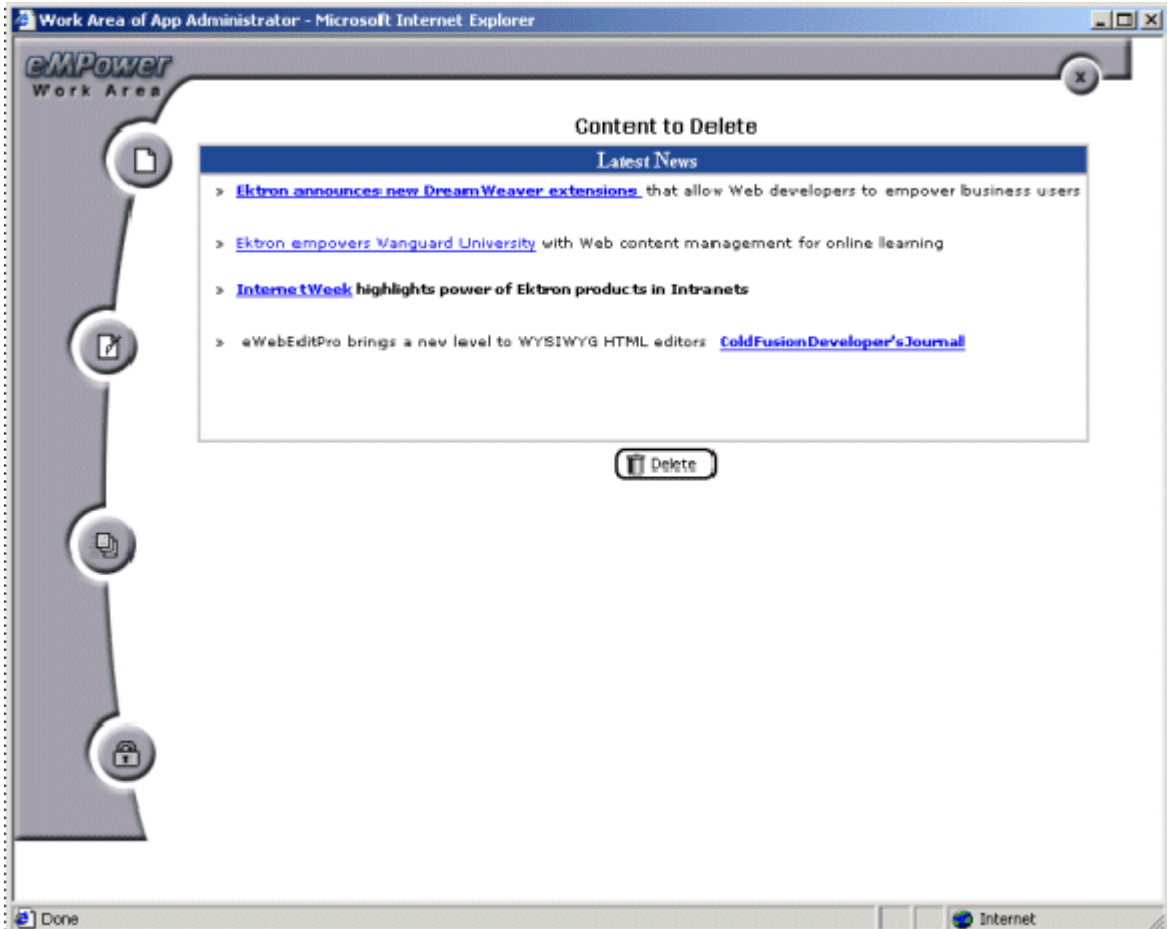 Work Area of App Administrator - Microsoft Internet Explorer
eMPower
Work Area
x
Content to Delete
Latest News
» Ektron announces new DreamWeaver extensions that allow Web developers to empower business users
» Ektron empowers Vanguard University with Web content management for online learning
» InternetWeek highlights power of Ektron products in Intranets
» eWebEditPro brings a new level to WYSIWYG HTML editors ColdFusionDeveloper'sJournal
Delete
Done
Internet